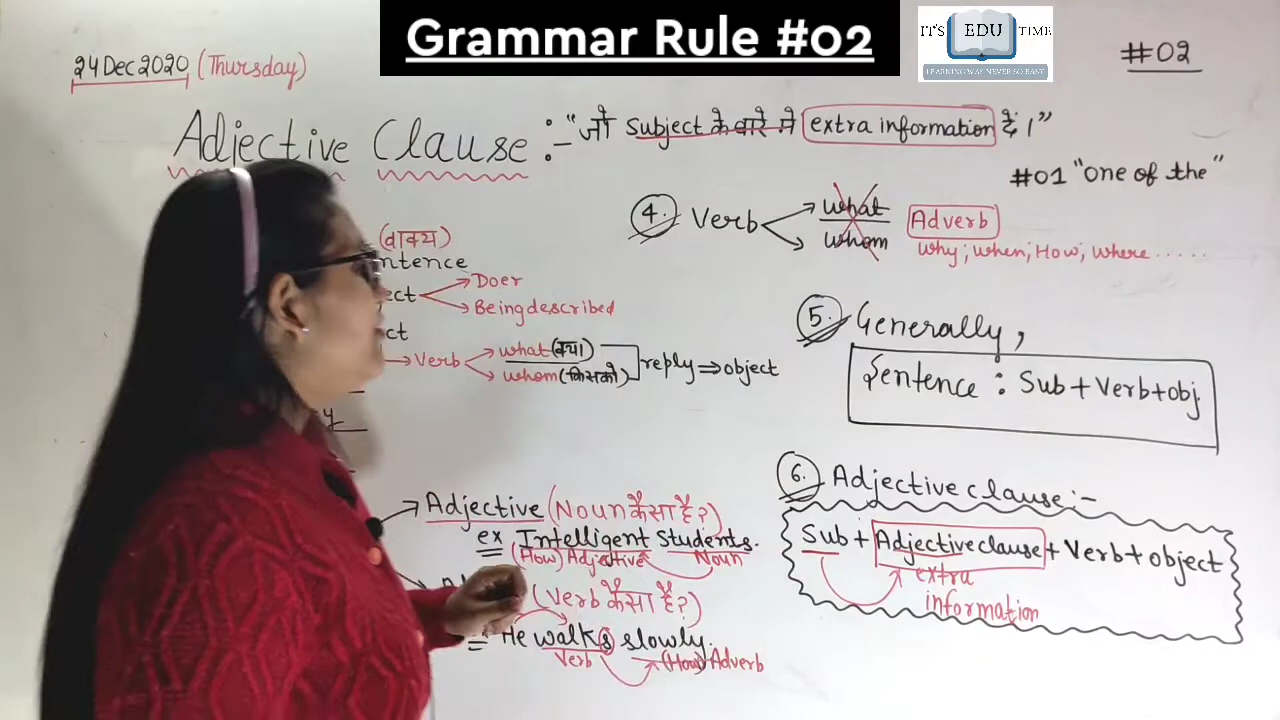 Grammar Rule #02
IT'S EDU TIME
LEARNING WAS NEVER SO EASY
24 Dec 2020 (Thursday)
#02
Adjective Clause :- "जो Subject के बारे में extra information दे ।"
#01 "One of the"
(वाक्य)
ntence
ect Doer
Being described
ct
Verb what (क्या)
whom (किसको)
reply ⇒ object
y
Adjective (Noun कैसा है?)
ex Intelligent Students.
(How) Adjective Noun
(Verb कैसा है?)
He walks slowly.
Verb (How) Adverb
4. Verb what
whom
Adverb
why; when; How; where .....
5. Generally,
Sentence : Sub + Verb + obj
6. Adjective clause :-
Sub + Adjective clause + Verb + object
extra
information